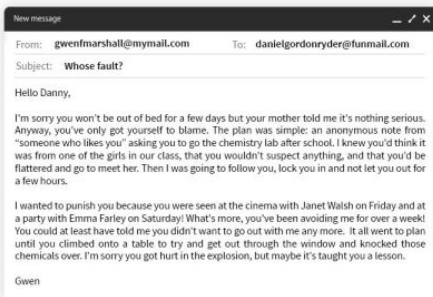 New message
From: gwenfmarshall@mymail.com To: danielgordonryder@funmail.com
Subject: Whose fault?
Hello Danny,
I'm sorry you won't be out of bed for a few days but your mother told me it's nothing serious.
Anyway, you've only got yourself to blame. The plan was simple: an anonymous note from
"someone who likes you" asking you to go the chemistry lab after school. I knew you'd think it
was from one of the girls in our class, that you wouldn't suspect anything, and that you'd be
flattered and go to meet her. Then I was going to follow you, lock you in and not let you out for
a few hours.
I wanted to punish you because you were seen at the cinema with Janet Walsh on Friday and at
a party with Emma Farley on Saturday! What's more, you've been avoiding me for over a week!
You could at least have told me you didn't want to go out with me any more. It all went to plan
until you climbed onto a table to try and get out through the window and knocked those
chemicals over. I'm sorry you got hurt in the explosion, but maybe it's taught you a lesson.
Gwen